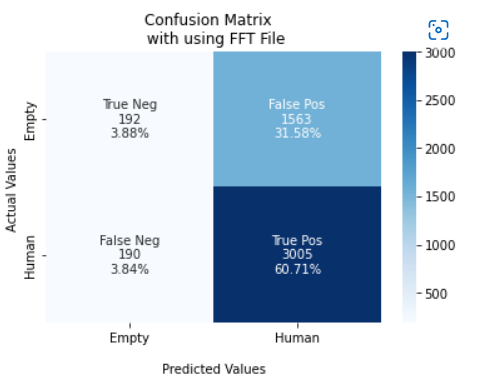 Confusion Matrix
with using FFT File
True Neg
192
3.88%
False Pos
1563
31.58%
False Neg
190
3.84%
True Pos
3005
60.71%
Empty
Human
Actual Values
Empty
Human
Predicted Values
3000
2500
2000
1500
1000
500